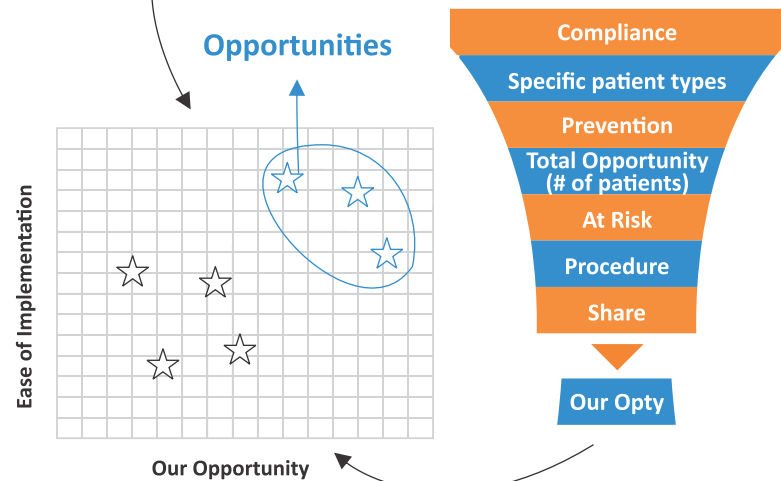 Opportunities
Ease of Implementation
Our Opportunity
Compliance
Specific patient types
Prevention
Total Opportunity
(# of patients)
At Risk
Procedure
Share
Our Opty